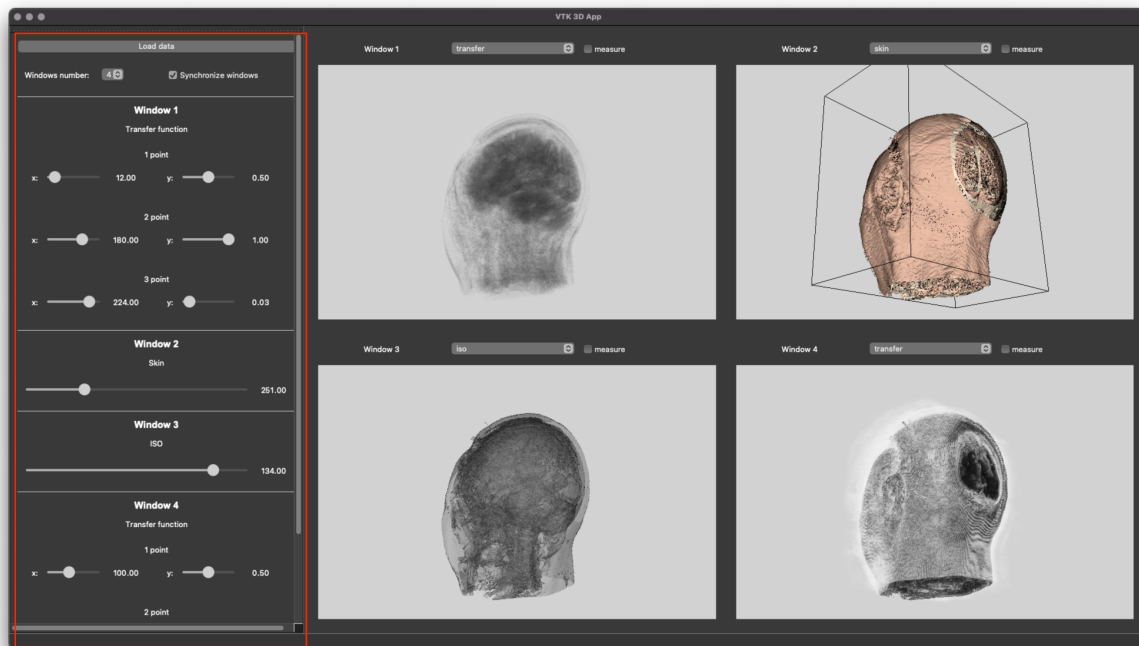 VTK 3D App
Load data
Windows number: 4
Synchronize windows
Window 1
Transfer function
1 point
x: 12.00 y: 0.50
2 point
x: 180.00 y: 1.00
3 point
x: 224.00 y: 0.03
Window 2
Skin
251.00
Window 3
ISO
134.00
Window 4
Transfer function
1 point
x: 100.00 y: 0.50
2 point
Window 1 transfer measure
Window 2 skin measure
Window 3 iso measure
Window 4 transfer measure